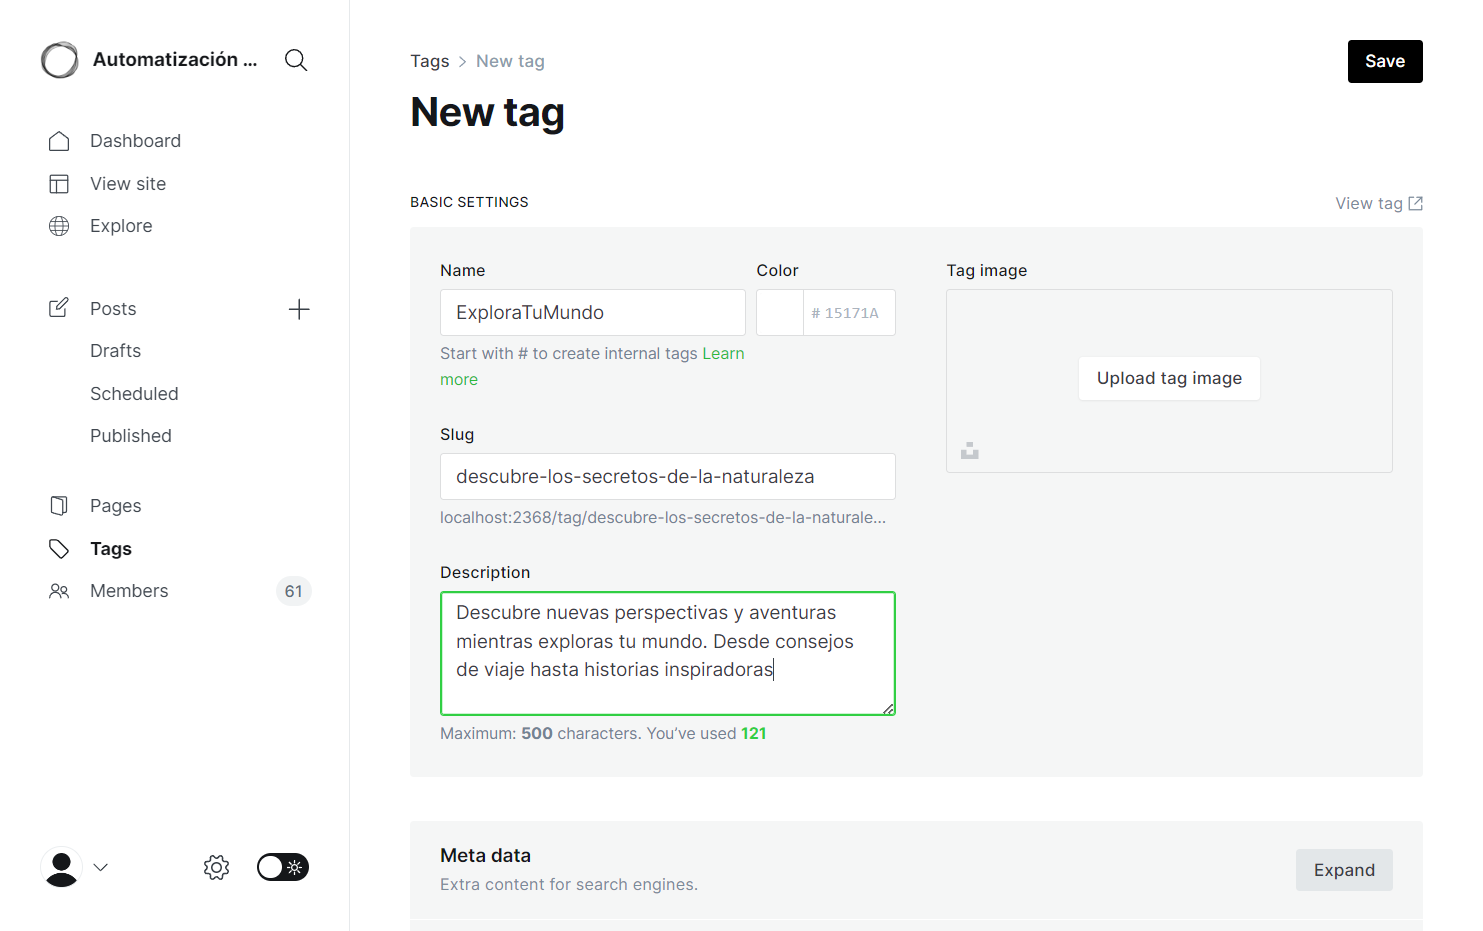 Automatización ...
Dashboard
View site
Explore
Posts
Drafts
Scheduled
Published
Pages
Tags
Members
61
Tags
New tag
Save
New tag
BASIC SETTINGS
View tag
Name
ExploraTuMundo
Start with # to create internal tags Learn
more
Color
# 15171A
Slug
descubre-los-secretos-de-la-naturaleza
localhost:2368/tag/descubre-los-secretos-de-la-naturale...
Description
Descubre nuevas perspectivas y aventuras
mientras exploras tu mundo. Desde consejos
de viaje hasta historias inspiradoras
Maximum: 500 characters. You’ve used 121
Tag image
Upload tag image
Meta data
Extra content for search engines.
Expand